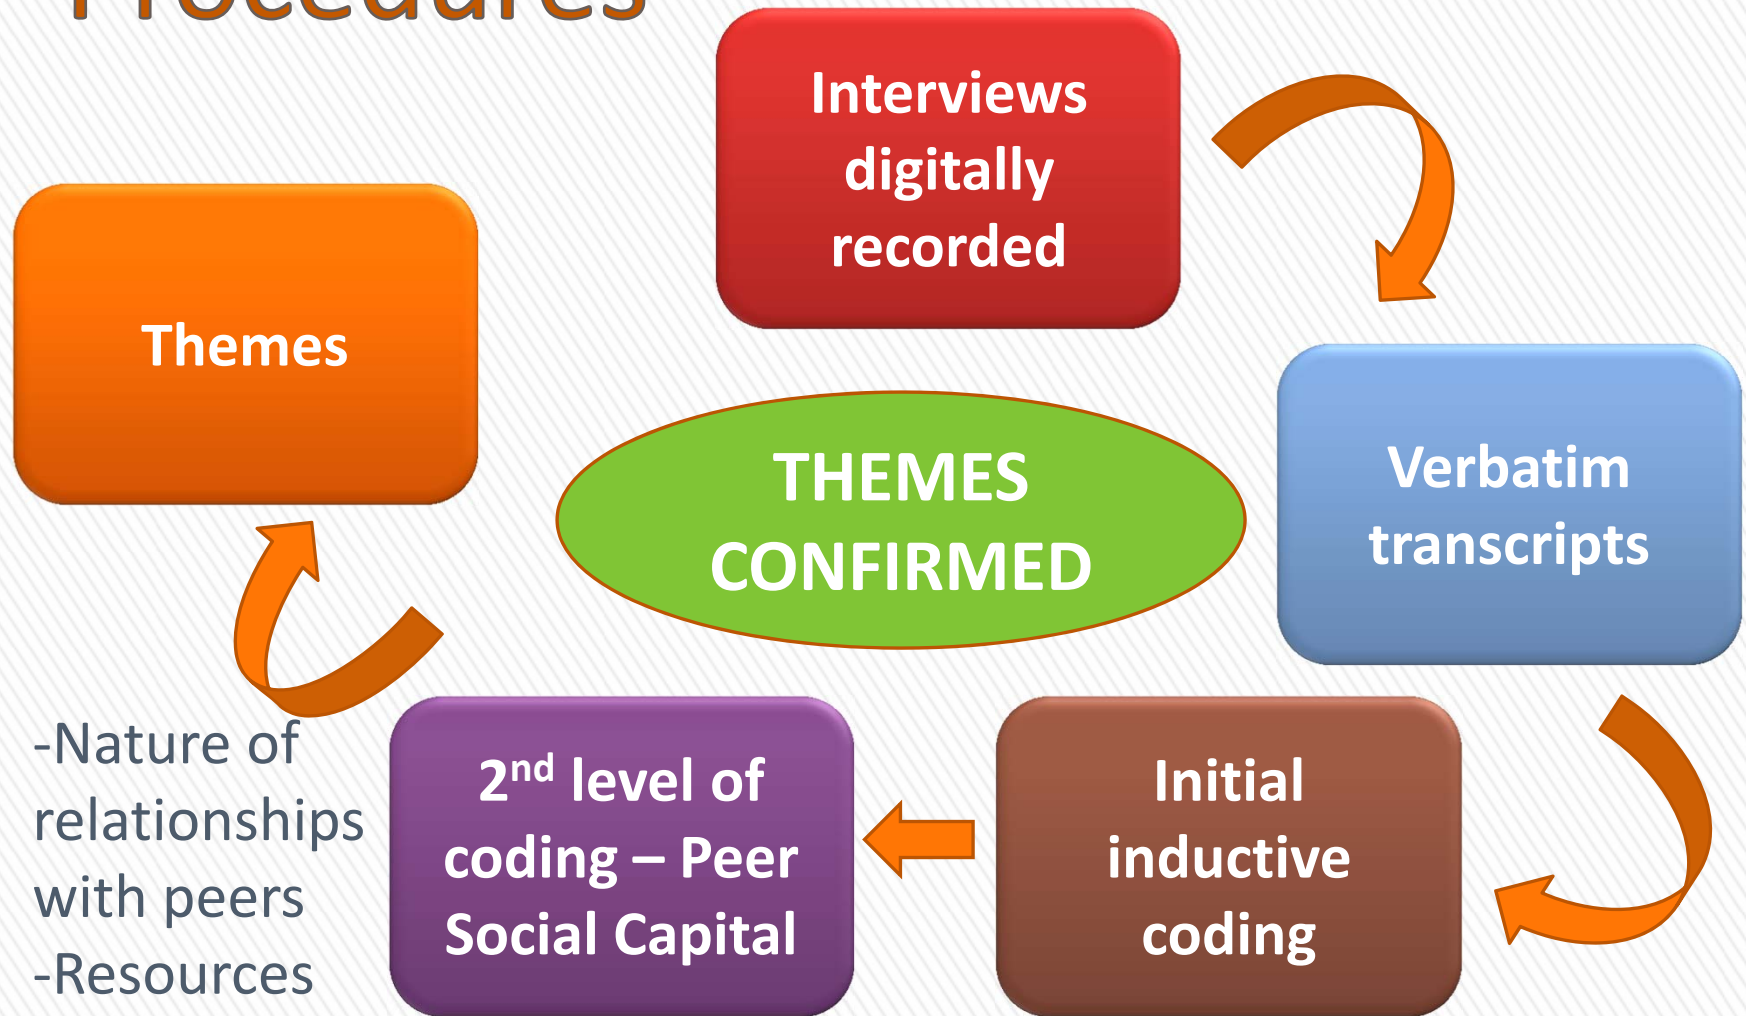 Procedures
Interviews
digitally
recorded
Themes
THEMES
CONFIRMED
Verbatim
transcripts
-Nature of
relationships
with peers
-Resources
2nd level of
coding – Peer
Social Capital
Initial
inductive
coding